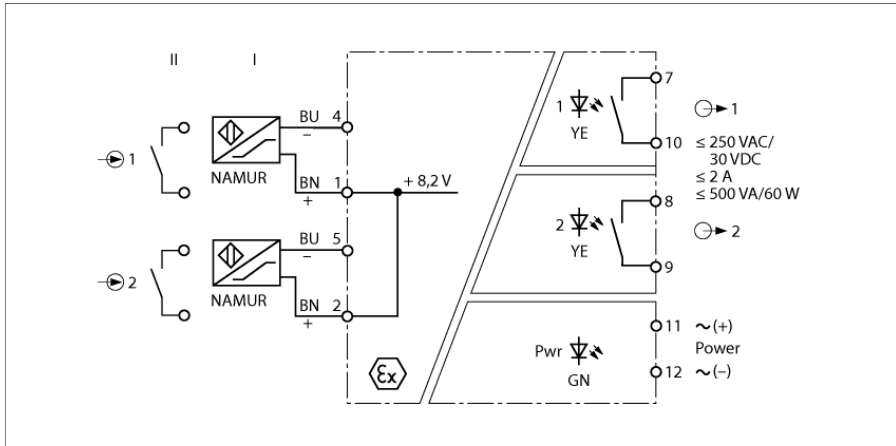 II I
1
BU 4
–
NAMUR
BN 1
+
+ 8,2 V
2
BU 5
–
NAMUR
BN 2
+
Ex
1
YE
7
10
1
≤ 250 VAC/
30 VDC
≤ 2 A
≤ 500 VA/60 W
2
YE
8
9
2
Pwr
GN
11 ~ (+)
Power
12 ~ (–)